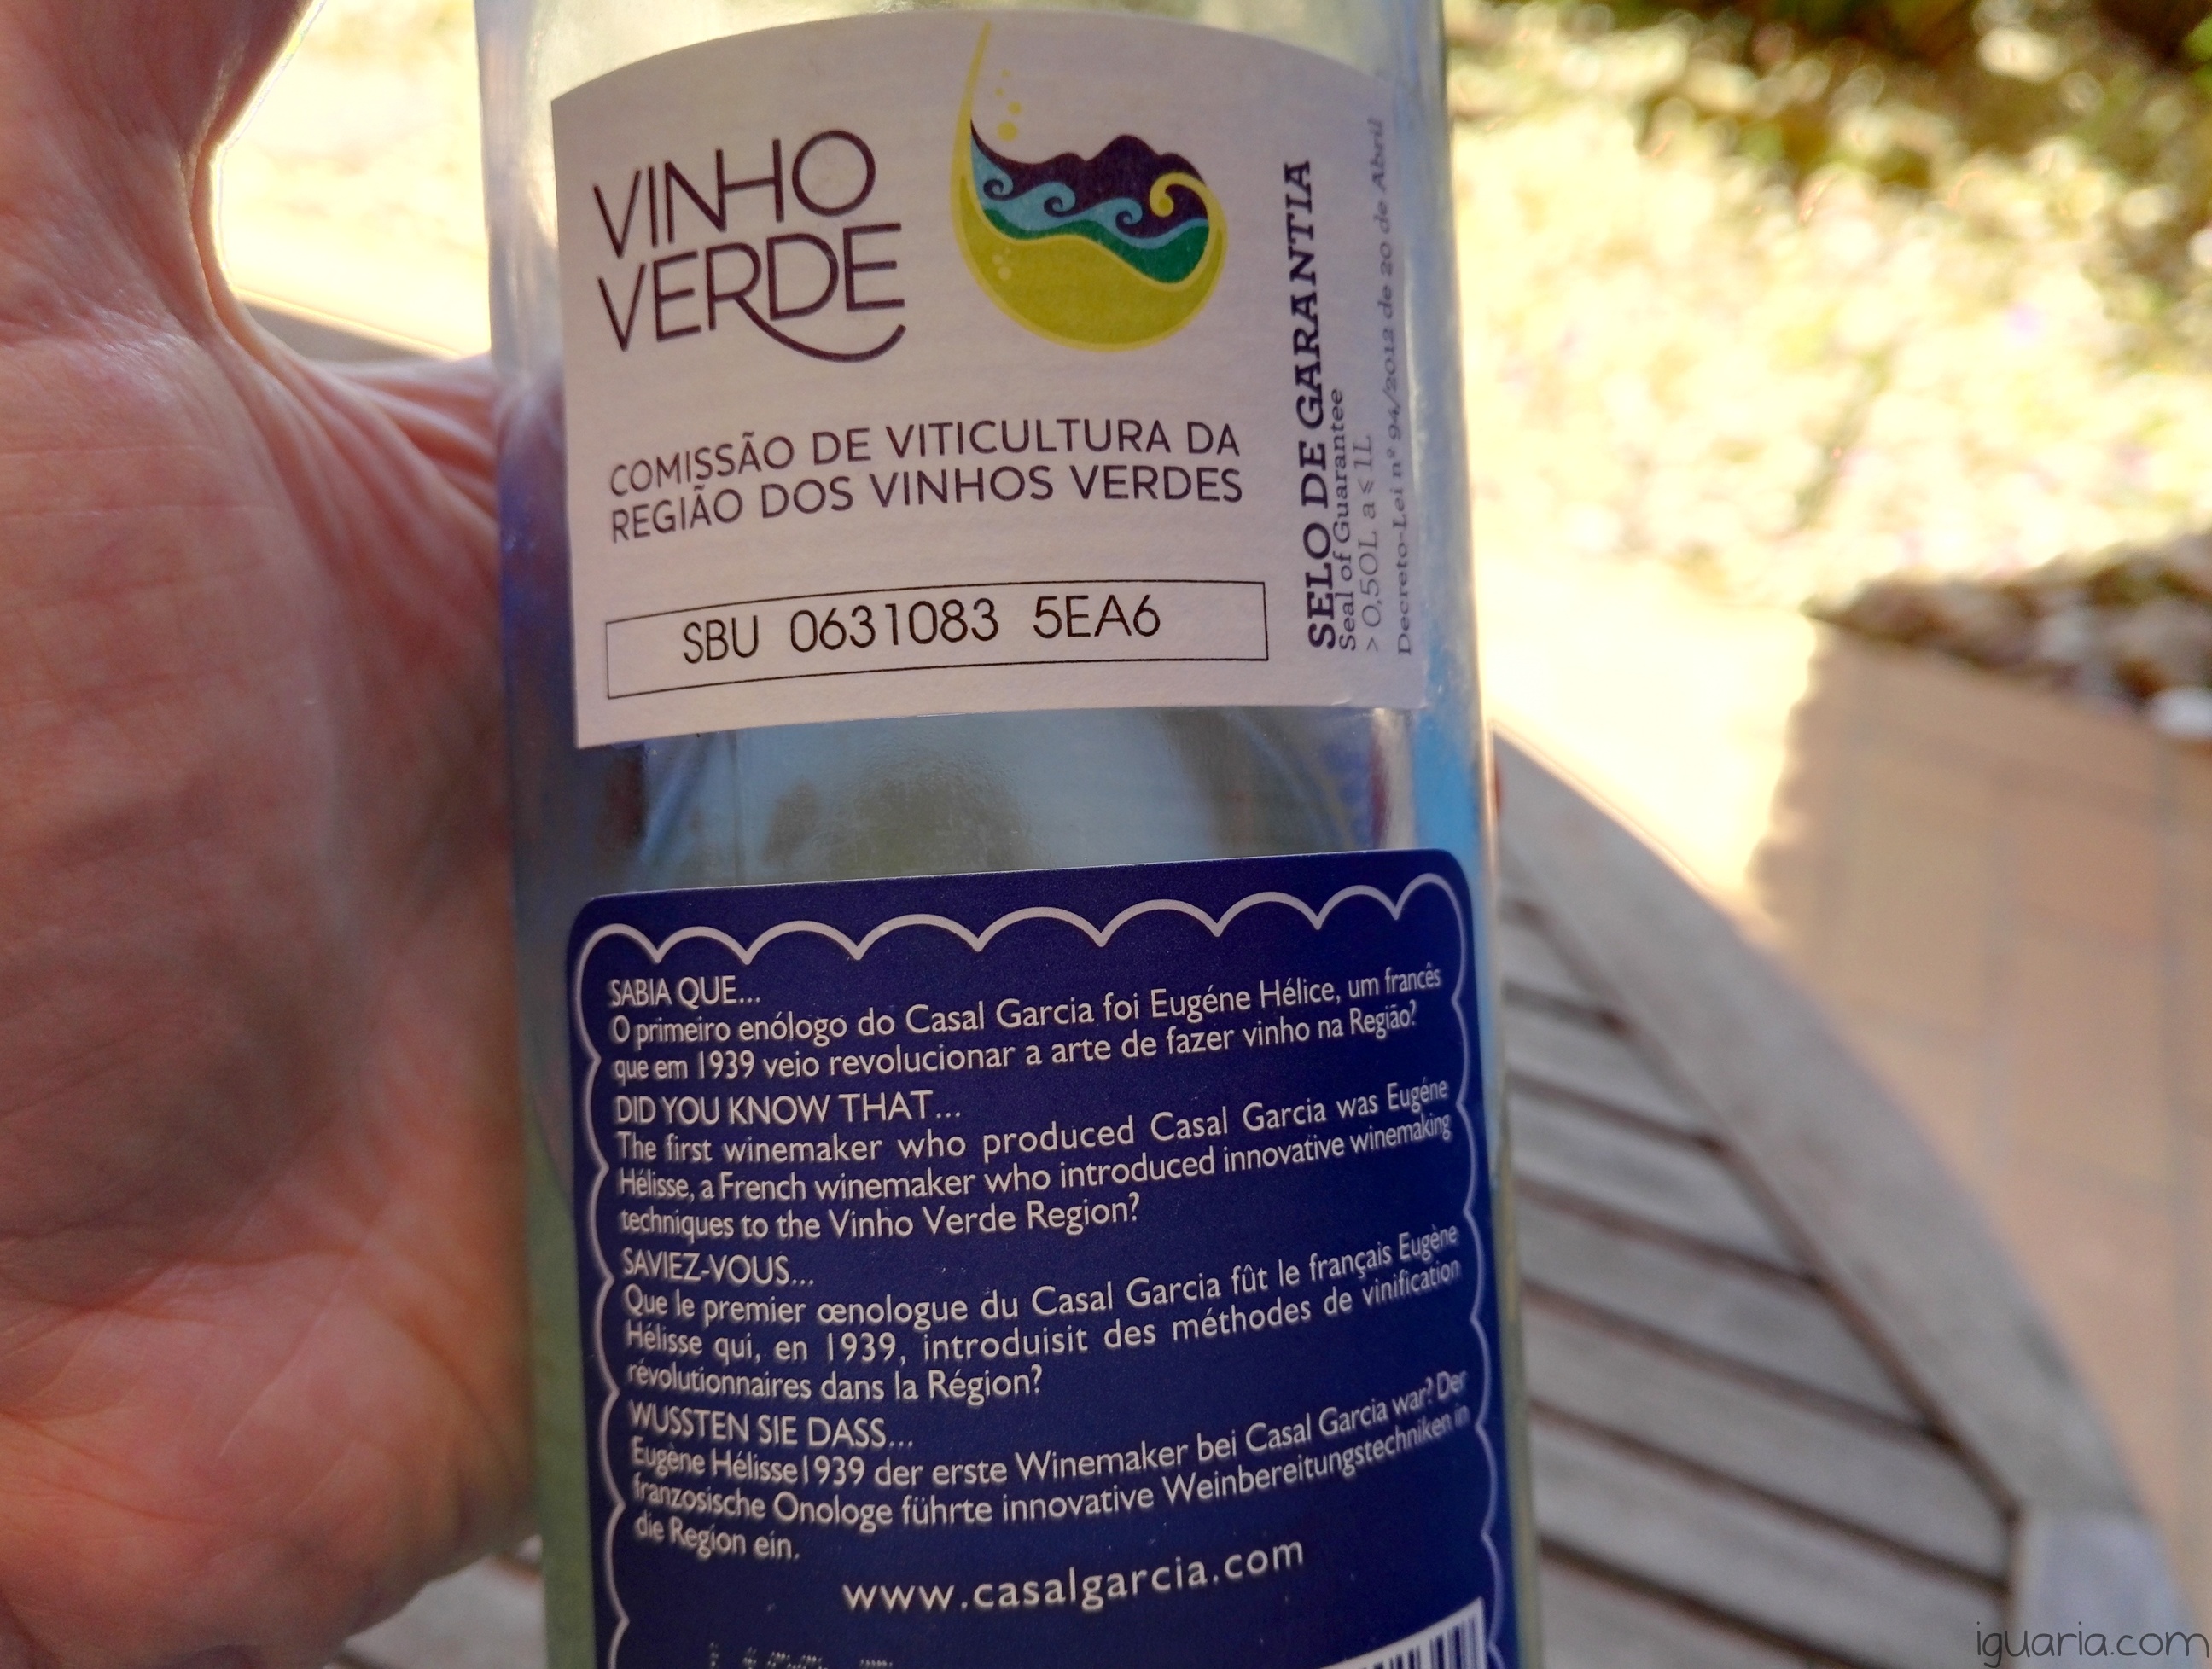 VINHO
VERDE
COMISSÃO DE VITICULTURA DA
REGIÃO DOS VINHOS VERDES
SBU 0631083 5EA6
SELO DE GARANTIA
Seal of Guarantee
> 0,50L a ≤ 1L
Decreto-Lei nº 94/2012 de 20 de Abril
SABIA QUE...
O primeiro enólogo do Casal Garcia foi Eugéne Hélice, um francês
que em 1939 veio revolucionar a arte de fazer vinho na Região?
DID YOU KNOW THAT...
The first winemaker who produced Casal Garcia was Eugéne
Hélisse, a French winemaker who introduced innovative winemaking
techniques to the Vinho Verde Region?
SAVIEZ-VOUS...
Que le premier œnologue du Casal Garcia fût le français Eugène
Hélisse qui, en 1939, introduisit des méthodes de vinification
révolutionnaires dans la Région?
WUSSTEN SIE DASS...
Eugène Hélisse1939 der erste Winemaker bei Casal Garcia war? Der
franzosische Onologe führte innovative Weinbereitungstechniken in
die Region ein.
www.casalgarcia.com
iguaria.com